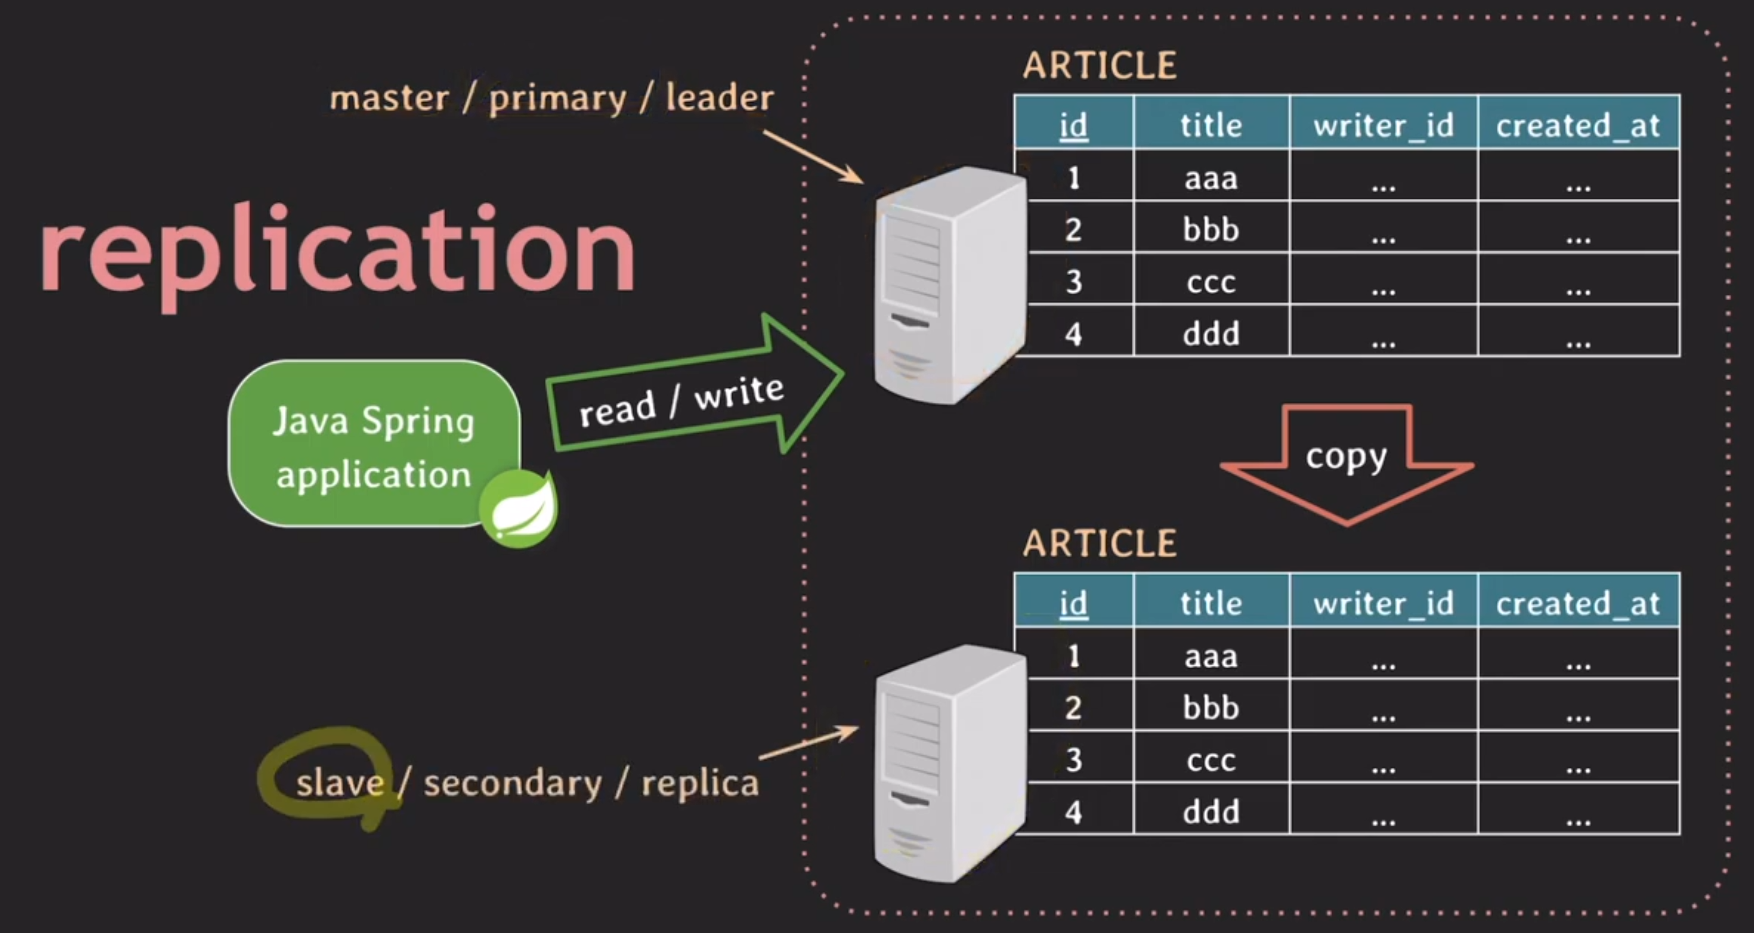 replication
master / primary / leader
Java Spring
application
read / write
ARTICLE
id title writer_id created_at
1 aaa ... ...
2 bbb ... ...
3 ccc ... ...
4 ddd ... ...
copy
ARTICLE
id title writer_id created_at
1 aaa ... ...
2 bbb ... ...
3 ccc ... ...
4 ddd ... ...
slave / secondary / replica